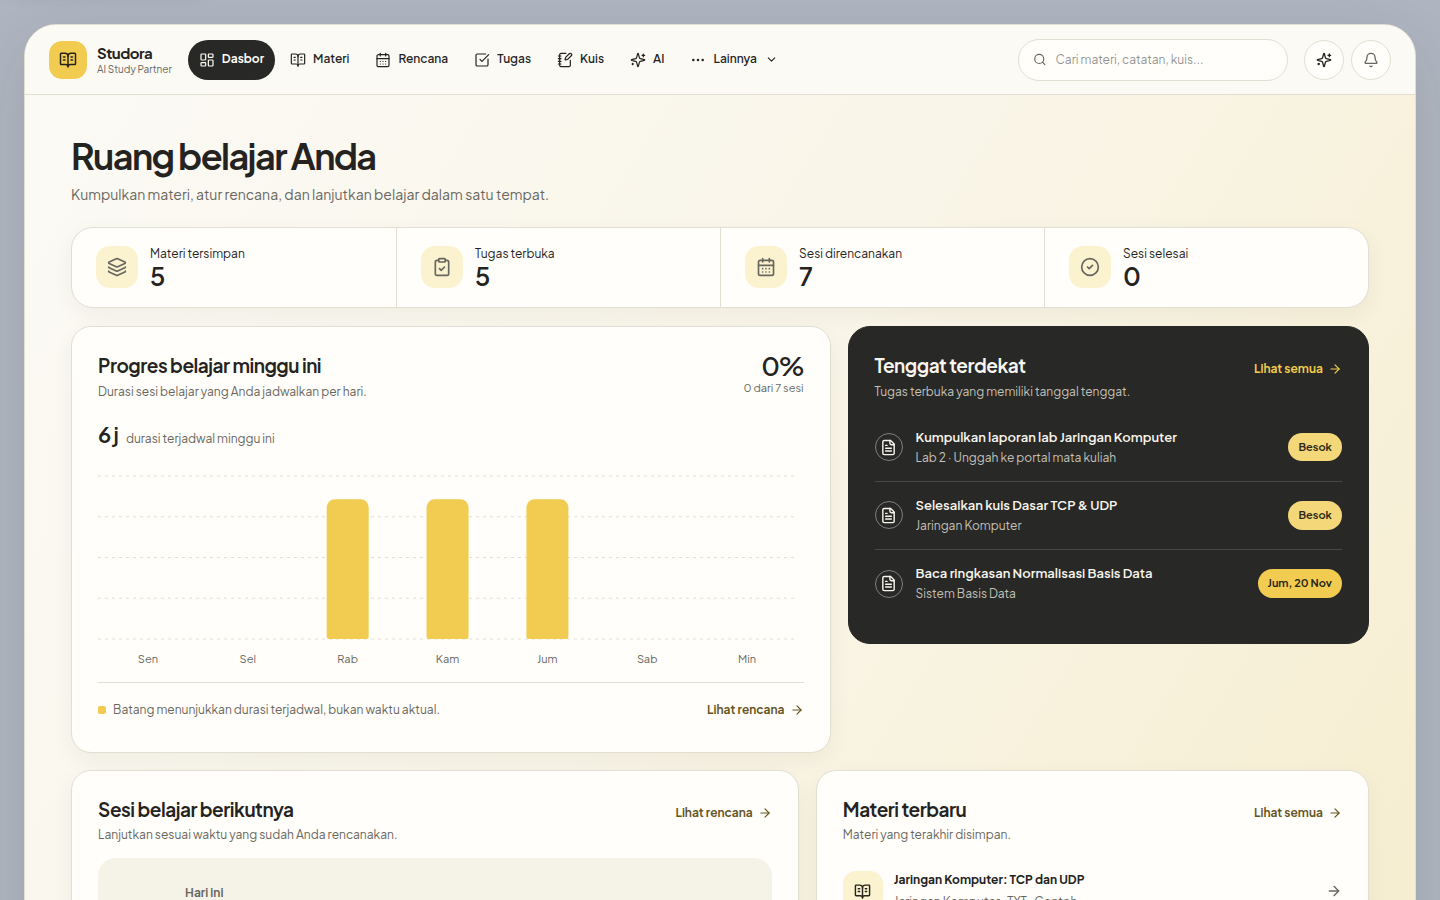 Studora
AI Study Partner
Dasbor
Materi
Rencana
Tugas
Kuis
AI
Lainnya
Cari materi, catatan, kuis...
Ruang belajar Anda
Kumpulkan materi, atur rencana, dan lanjutkan belajar dalam satu tempat.
Materi tersimpan
5
Tugas terbuka
5
Sesi direncanakan
7
Sesi selesai
0
Progres belajar minggu ini
Durasi sesi belajar yang Anda jadwalkan per hari.
0%
0 dari 7 sesi
6 j durasi terjadwal minggu ini
Sen Sel Rab Kam Jum Sab Min
Batang menunjukkan durasi terjadwal, bukan waktu aktual.
Lihat rencana
Tenggat terdekat
Lihat semua
Tugas terbuka yang memiliki tanggal tenggat.
Kumpulkan laporan lab Jaringan Komputer
Lab 2 · Unggah ke portal mata kuliah
Besok
Selesaikan kuis Dasar TCP & UDP
Jaringan Komputer
Besok
Baca ringkasan Normalisasi Basis Data
Sistem Basis Data
Jum, 20 Nov
Sesi belajar berikutnya
Lihat rencana
Lanjutkan sesuai waktu yang sudah Anda rencanakan.
Hari ini
Materi terbaru
Lihat semua
Materi yang terakhir disimpan.
Jaringan Komputer: TCP dan UDP
Jaringan Komputer · TXT · Contoh